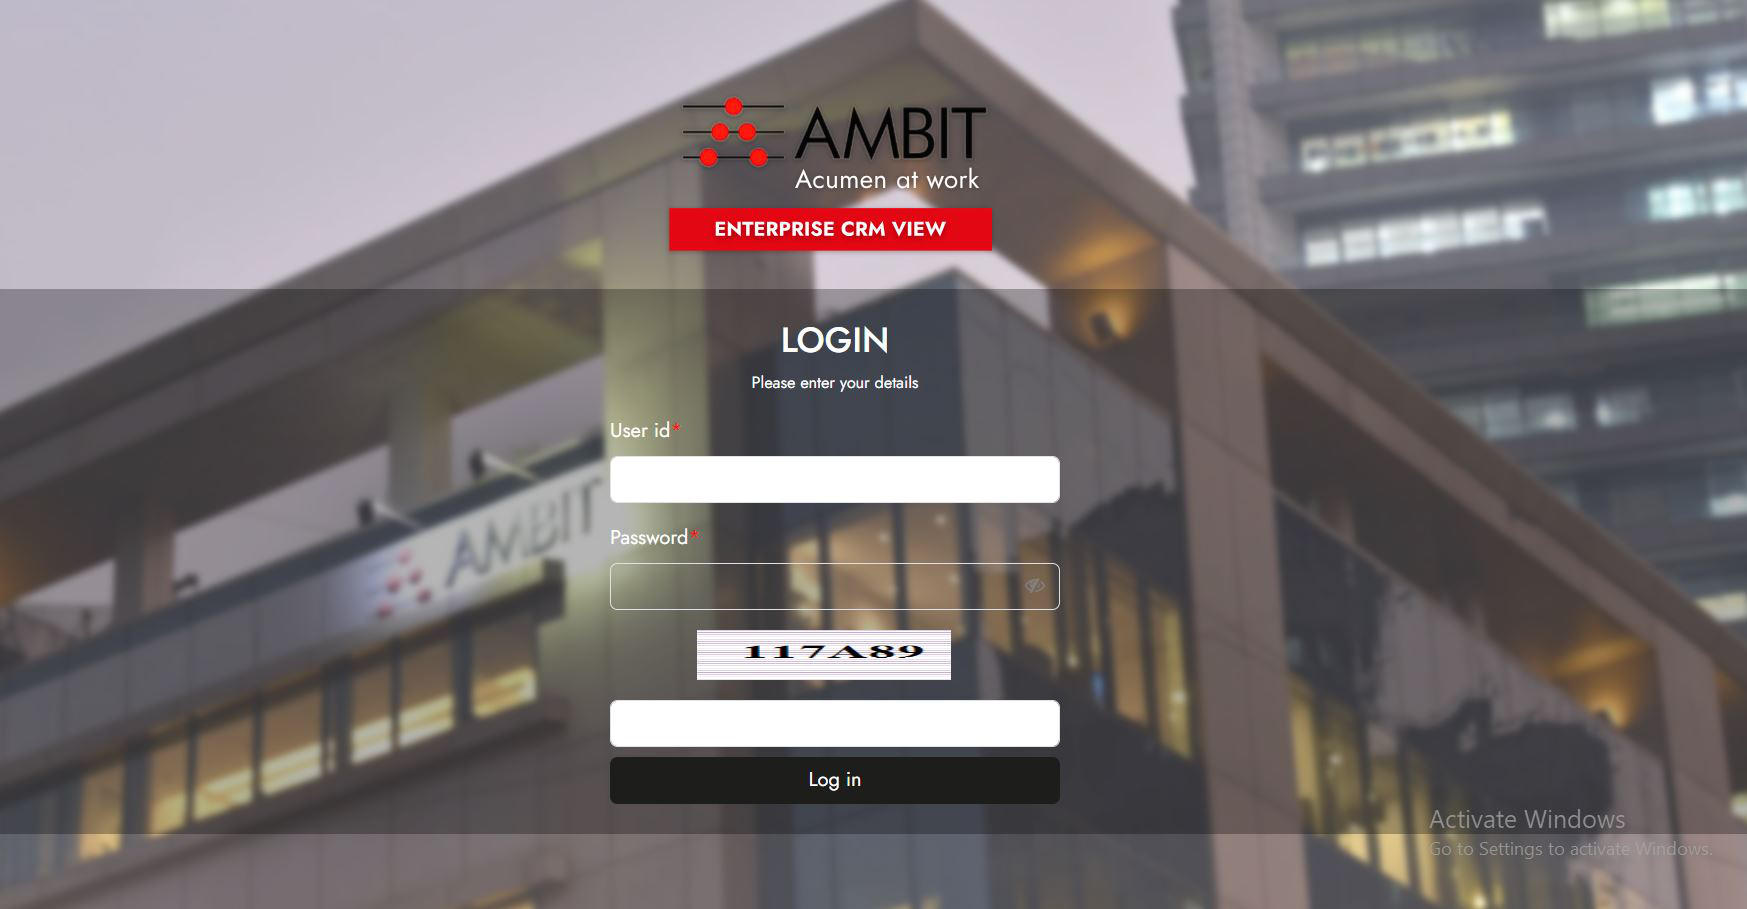 AMBIT
Acumen at work
ENTERPRISE CRM VIEW
LOGIN
Please enter your details
User id*
AMBIT
Password*
117A89
Log in
Activate Windows
Go to Settings to activate Windows.